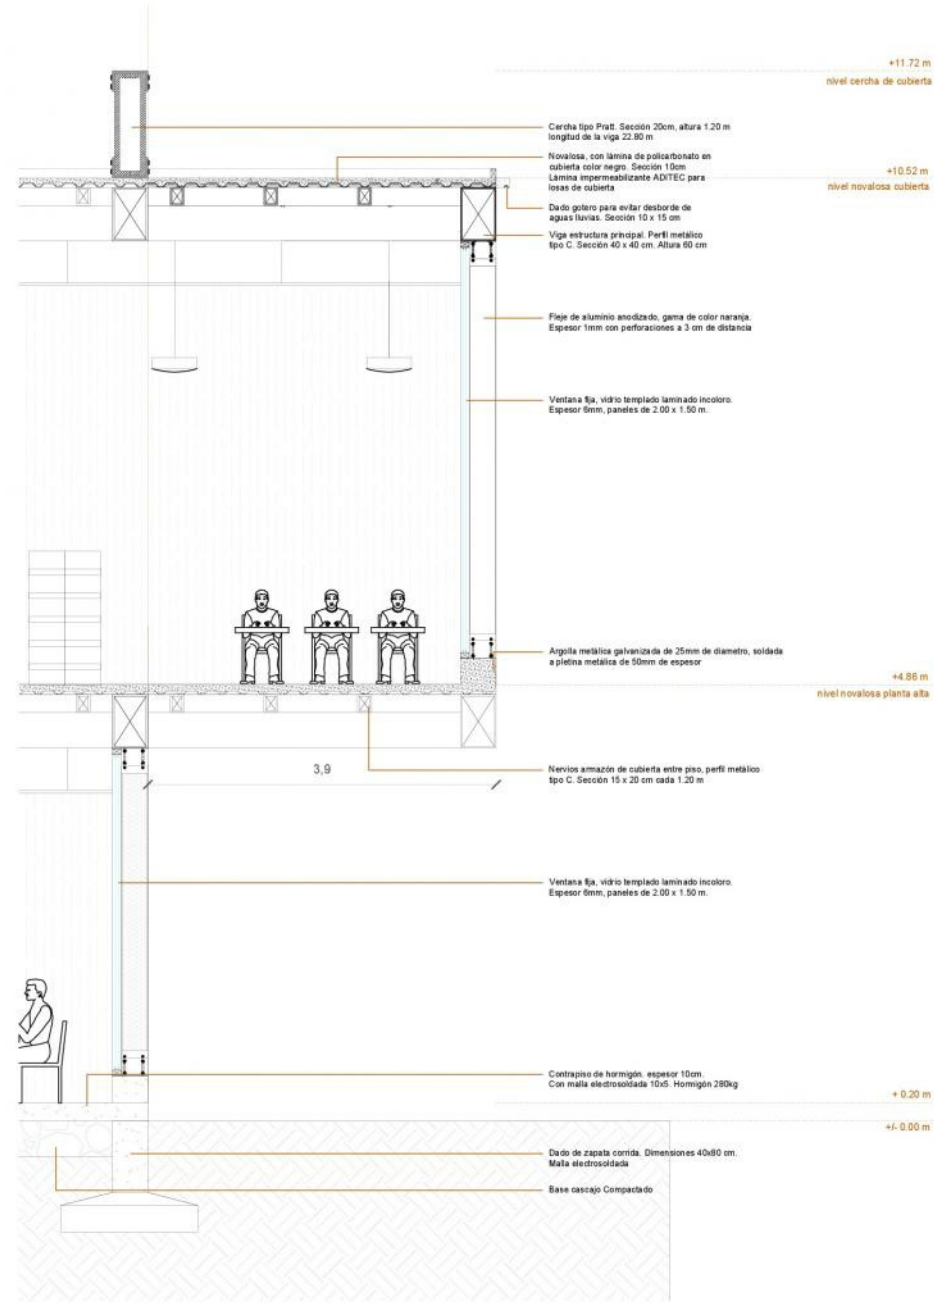 +11.72 m
nivel cercha de cubierta
Cercha tipo Pratt. Sección 20cm, altura 1.20 m
longitud de la viga 22.80 m
Novalosa, con lámina de policarbonato en
cubierta color negro. Sección 10cm
Lámina impermeabilizante ADITEC para
losas de cubierta
+10.52 m
nivel novalosa cubierta
Dado gotero para evitar desborde de
aguas lluvias. Sección 10 x 15 cm
Viga estructura principal. Perfil metálico
tipo C. Sección 40 x 40 cm. Altura 60 cm
Fleje de aluminio anodizado, gama de color naranja.
Espesor 1mm con perforaciones a 3 cm de distancia
Ventana fija, vidrio templado laminado incoloro.
Espesor 6mm, paneles de 2.00 x 1.50 m.
Argolla metálica galvanizada de 25mm de diametro, soldada
a pletina metálica de 50mm de espesor
+4.86 m
nivel novalosa planta alta
3,9
Nervios armazón de cubierta entre piso, perfil metálico
tipo C. Sección 15 x 20 cm cada 1.20 m
Ventana fija, vidrio templado laminado incoloro.
Espesor 6mm, paneles de 2.00 x 1.50 m.
Contrapiso de hormigón. espesor 10cm.
Con malla electrosoldada 10x5. Hormigón 280kg
+ 0.20 m
+/- 0.00 m
Dado de zapata corrida. Dimensiones 40x80 cm.
Malla electrosoldada
Base cascajo Compactado